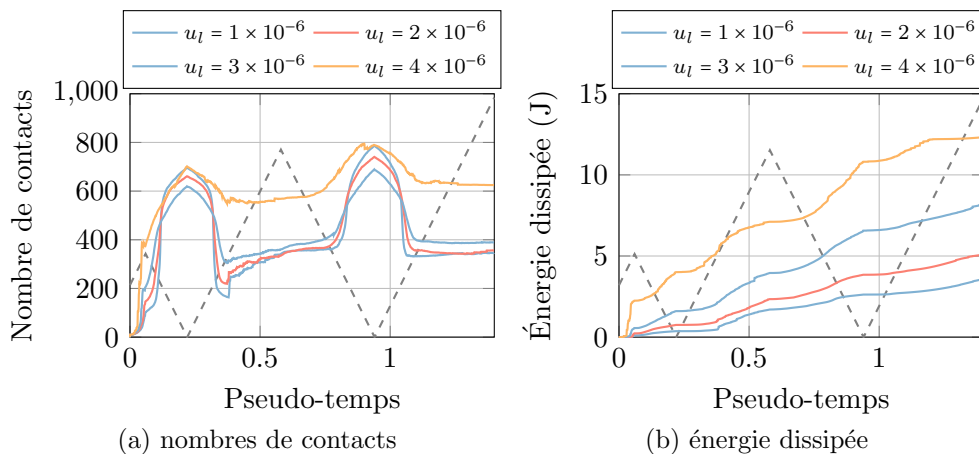 u_l = 1 × 10^-6 u_l = 2 × 10^-6
u_l = 3 × 10^-6 u_l = 4 × 10^-6
1,000
800
600
400
200
0
0 0.5 1
Nombre de contacts
Pseudo-temps
(a) nombres de contacts
u_l = 1 × 10^-6 u_l = 2 × 10^-6
u_l = 3 × 10^-6 u_l = 4 × 10^-6
15
10
5
0
0 0.5 1
Énergie dissipée (J)
Pseudo-temps
(b) énergie dissipée